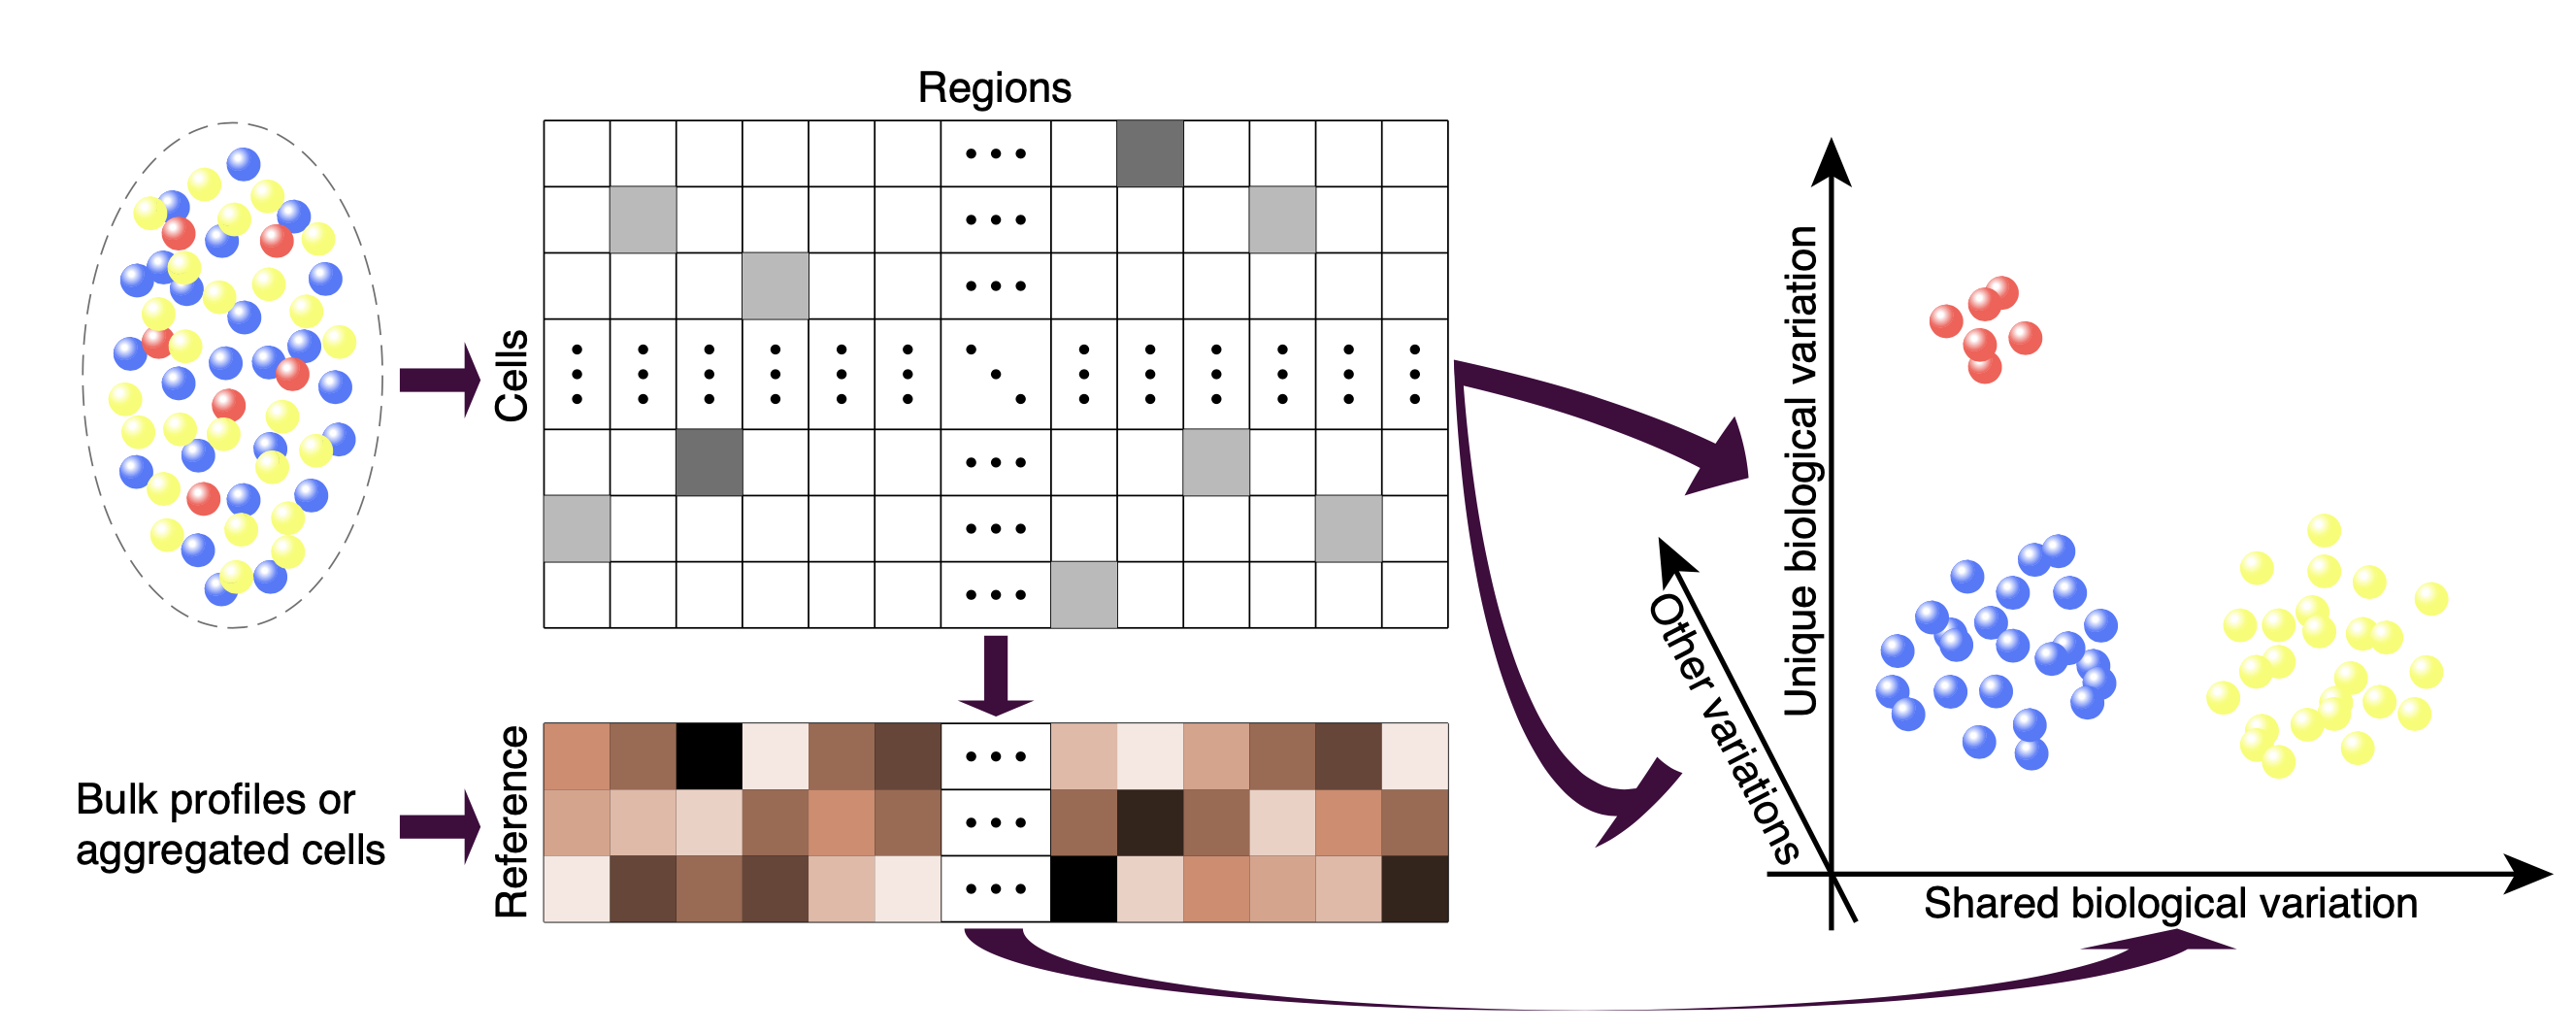 Regions
Cells
Reference
Bulk profiles or
aggregated cells
Unique biological variation
Other variations
Shared biological variation